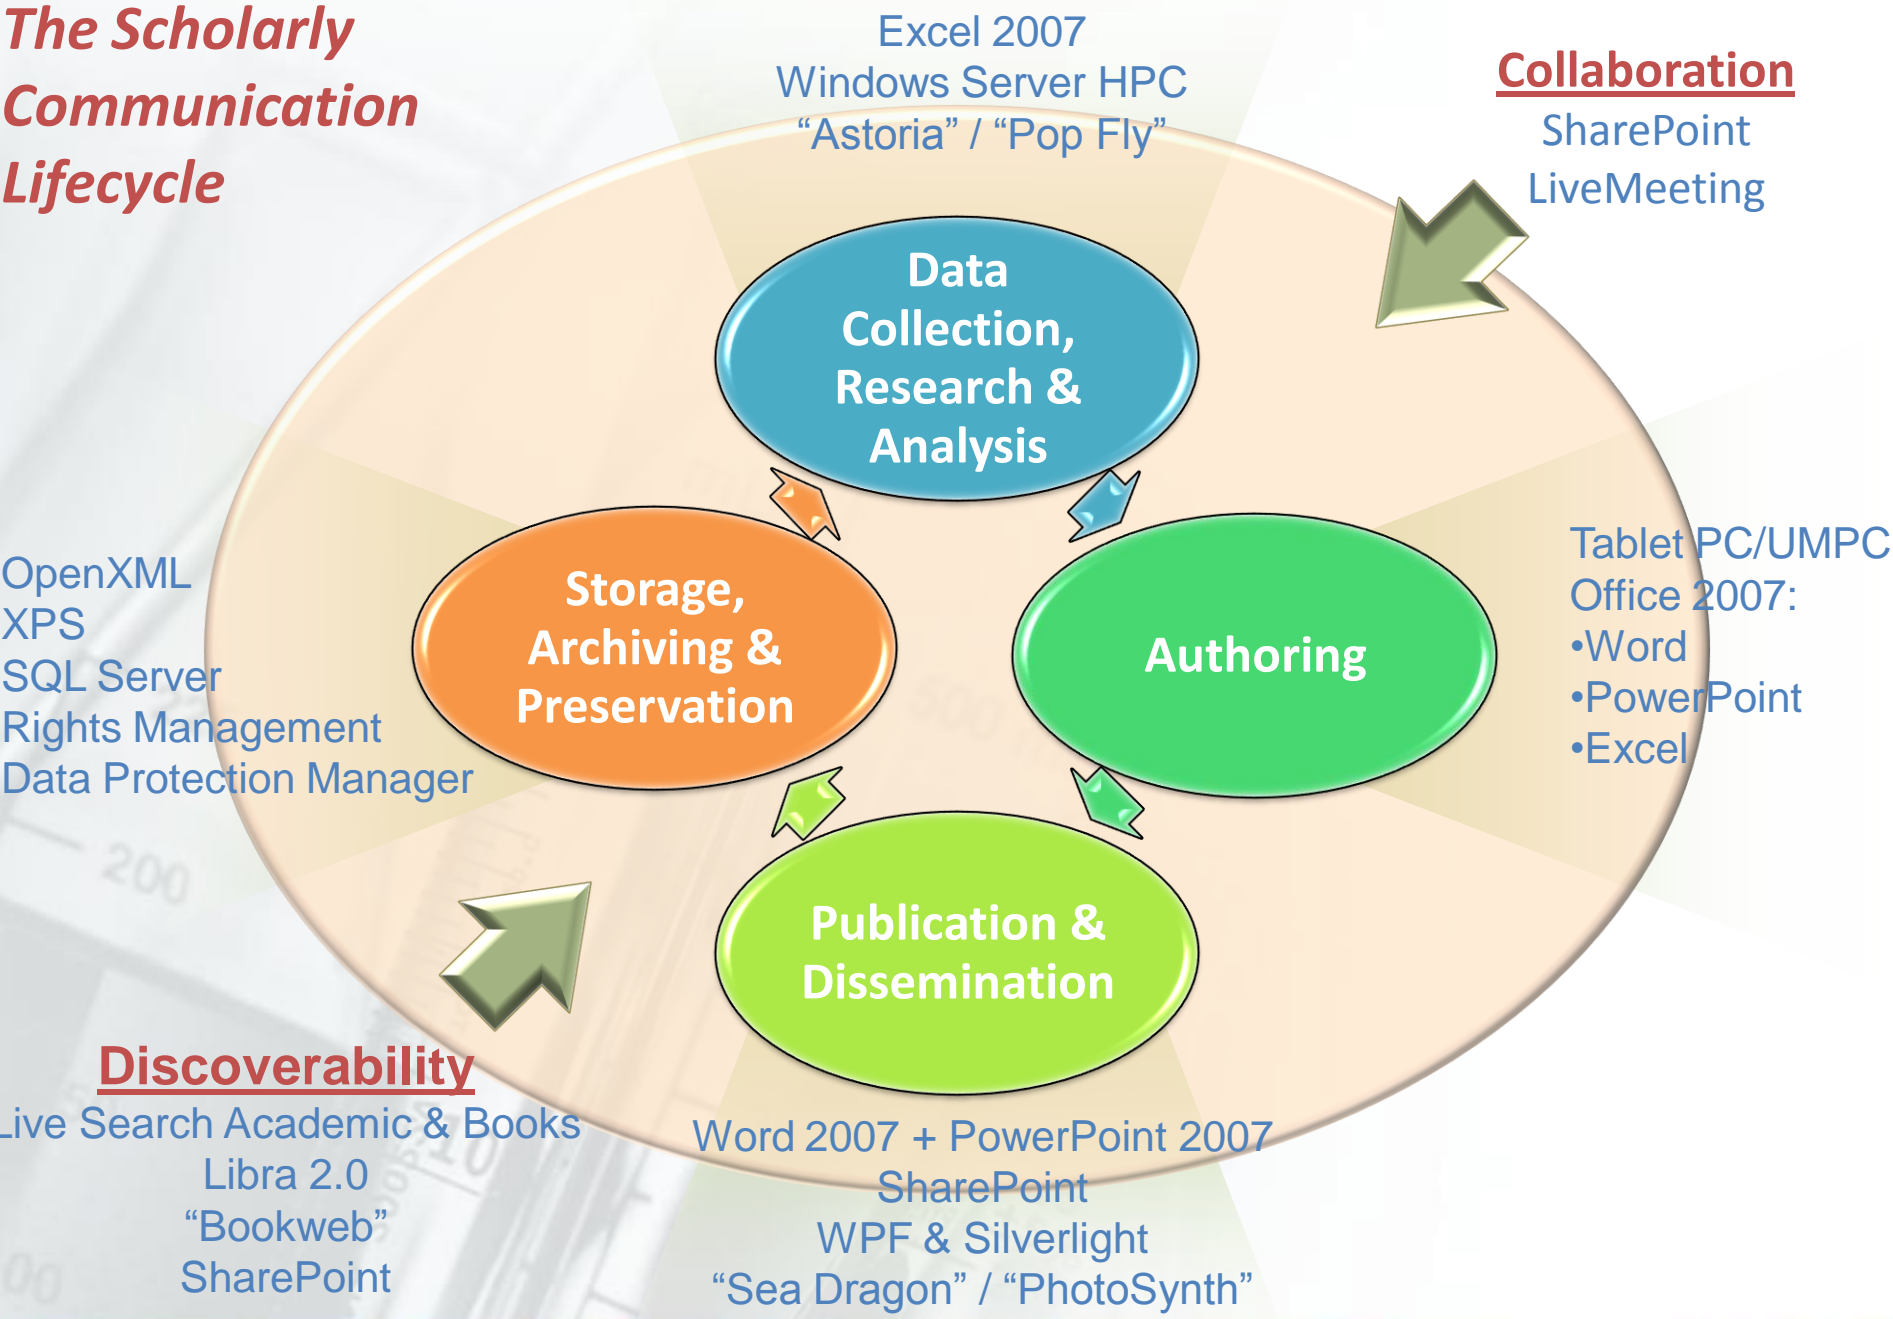 The Scholarly
Communication
Lifecycle
Excel 2007
Windows Server HPC
“Astoria” / “Pop Fly”
Collaboration
SharePoint
LiveMeeting
Data
Collection,
Research &
Analysis
OpenXML
XPS
SQL Server
Rights Management
Data Protection Manager
Storage,
Archiving &
Preservation
Authoring
Tablet PC/UMPC
Office 2007:
•Word
•PowerPoint
•Excel
Publication &
Dissemination
Discoverability
Live Search Academic & Books
Libra 2.0
“Bookweb”
SharePoint
Word 2007 + PowerPoint 2007
SharePoint
WPF & Silverlight
“Sea Dragon” / “PhotoSynth”
200
500
10